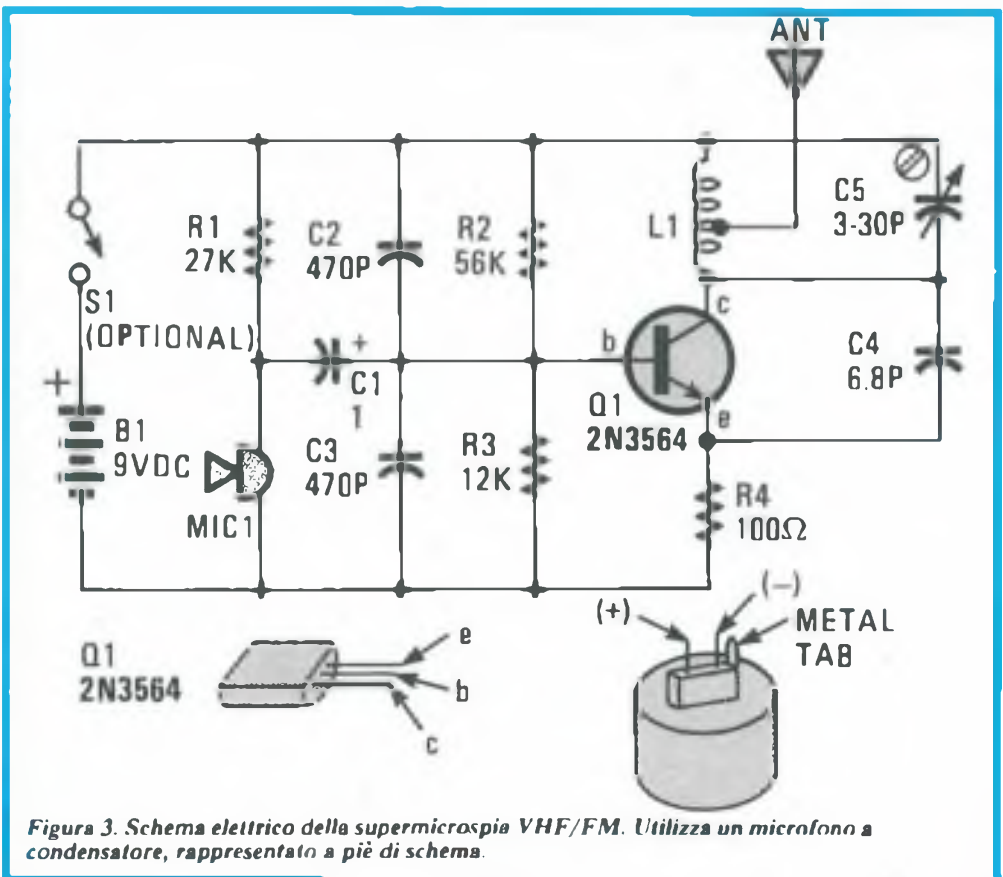 ANT
R1
27K
C2
470P
R2
56K
L1
C5
3-30P
S1
(OPTIONAL)
+
C1
1
b
c
Q1
2N3564
e
C4
6.8P
+
B1
9VDC
MIC1
C3
470P
R3
12K
R4
100Ω
Q1
2N3564
e
b
c
(+)
(-)
METAL
TAB
Figura 3. Schema elettrico della supermicrospia VHF/FM. Utilizza un microfono a
condensatore, rappresentato a piè di schema.